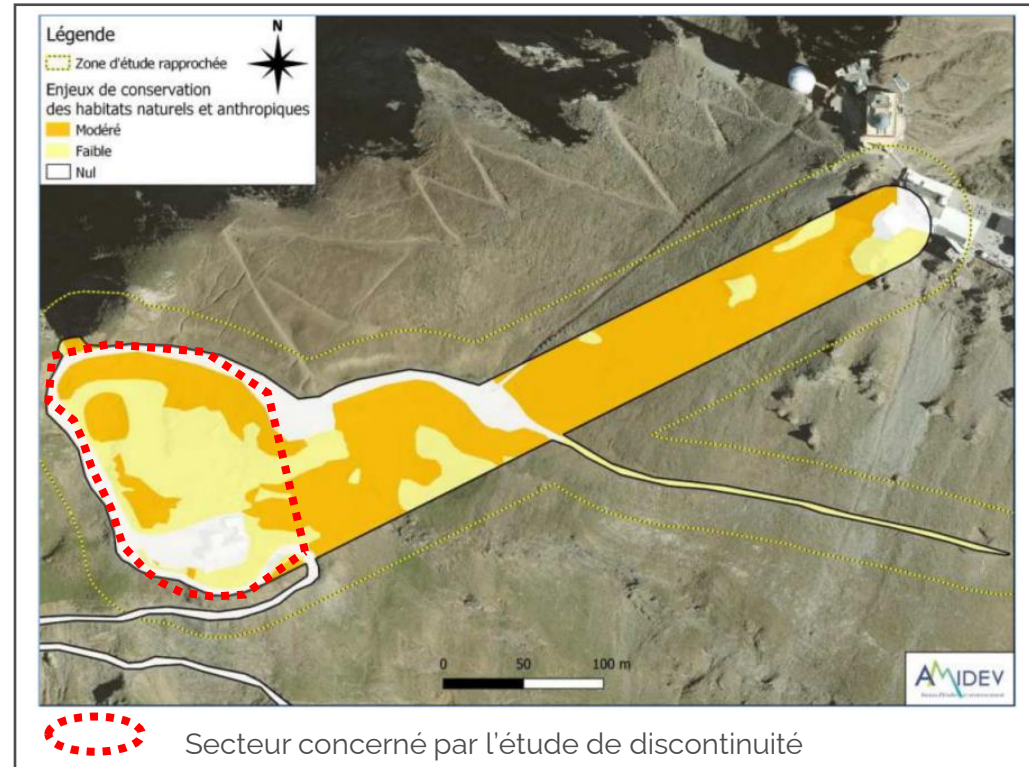 Légende
N
Zone d'étude rapprochée
Enjeux de conservation
des habitats naturels et anthropiques
Modéré
Faible
Nul
0 50 100 m
AMIDEV
Secteur concerné par l'étude de discontinuité